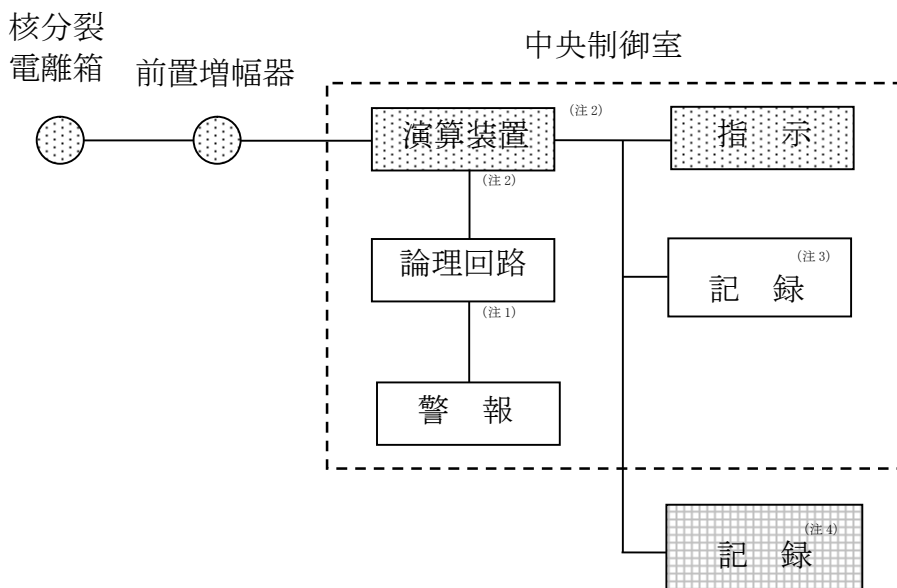 核分裂
電離箱
前置増幅器
中央制御室
演算装置
(注2)
指 示
(注2)
論理回路
(注3)
記 録
(注1)
警 報
(注4)
記 録